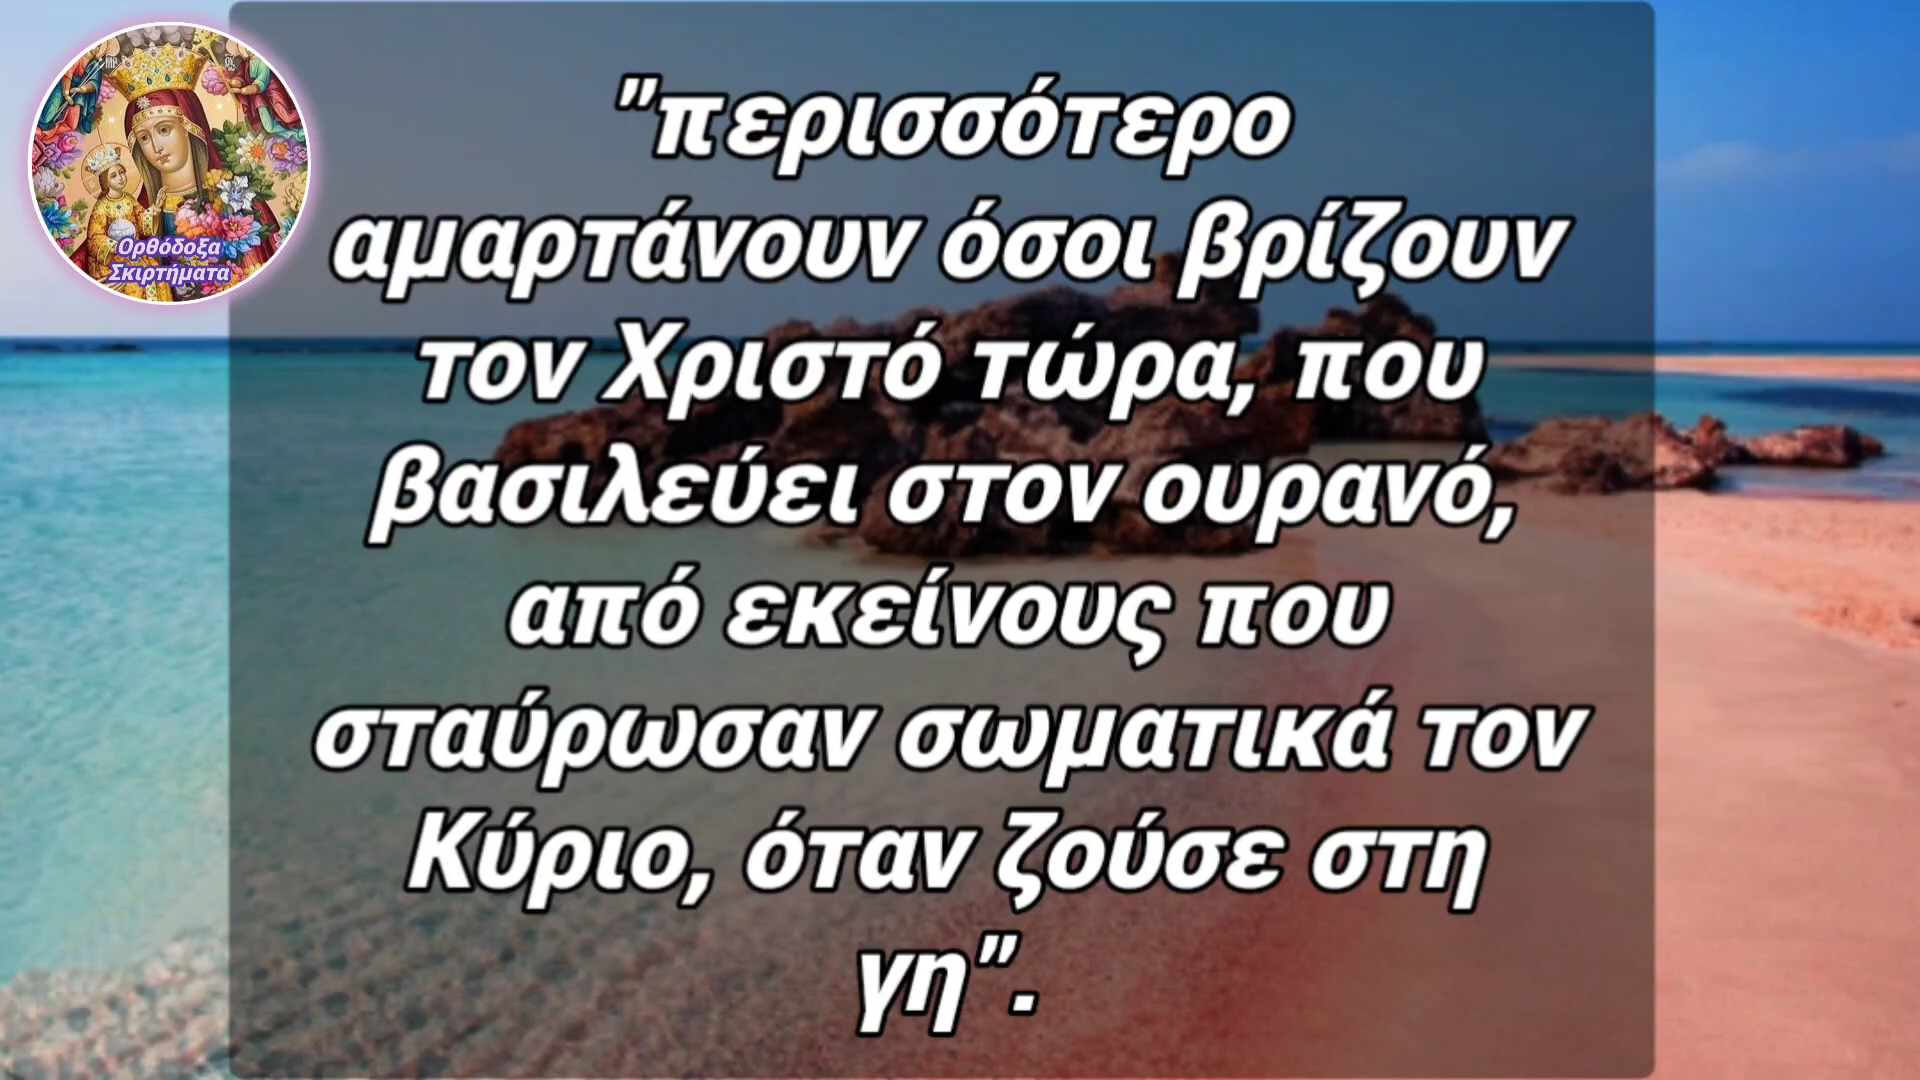 Ορθόδοξα
Σκιρτήματα
"περισσότερο
αμαρτάνουν όσοι βρίζουν
τον Χριστό τώρα, που
βασιλεύει στον ουρανό,
από εκείνους που
σταύρωσαν σωματικά τον
Κύριο, όταν ζούσε στη
γη".